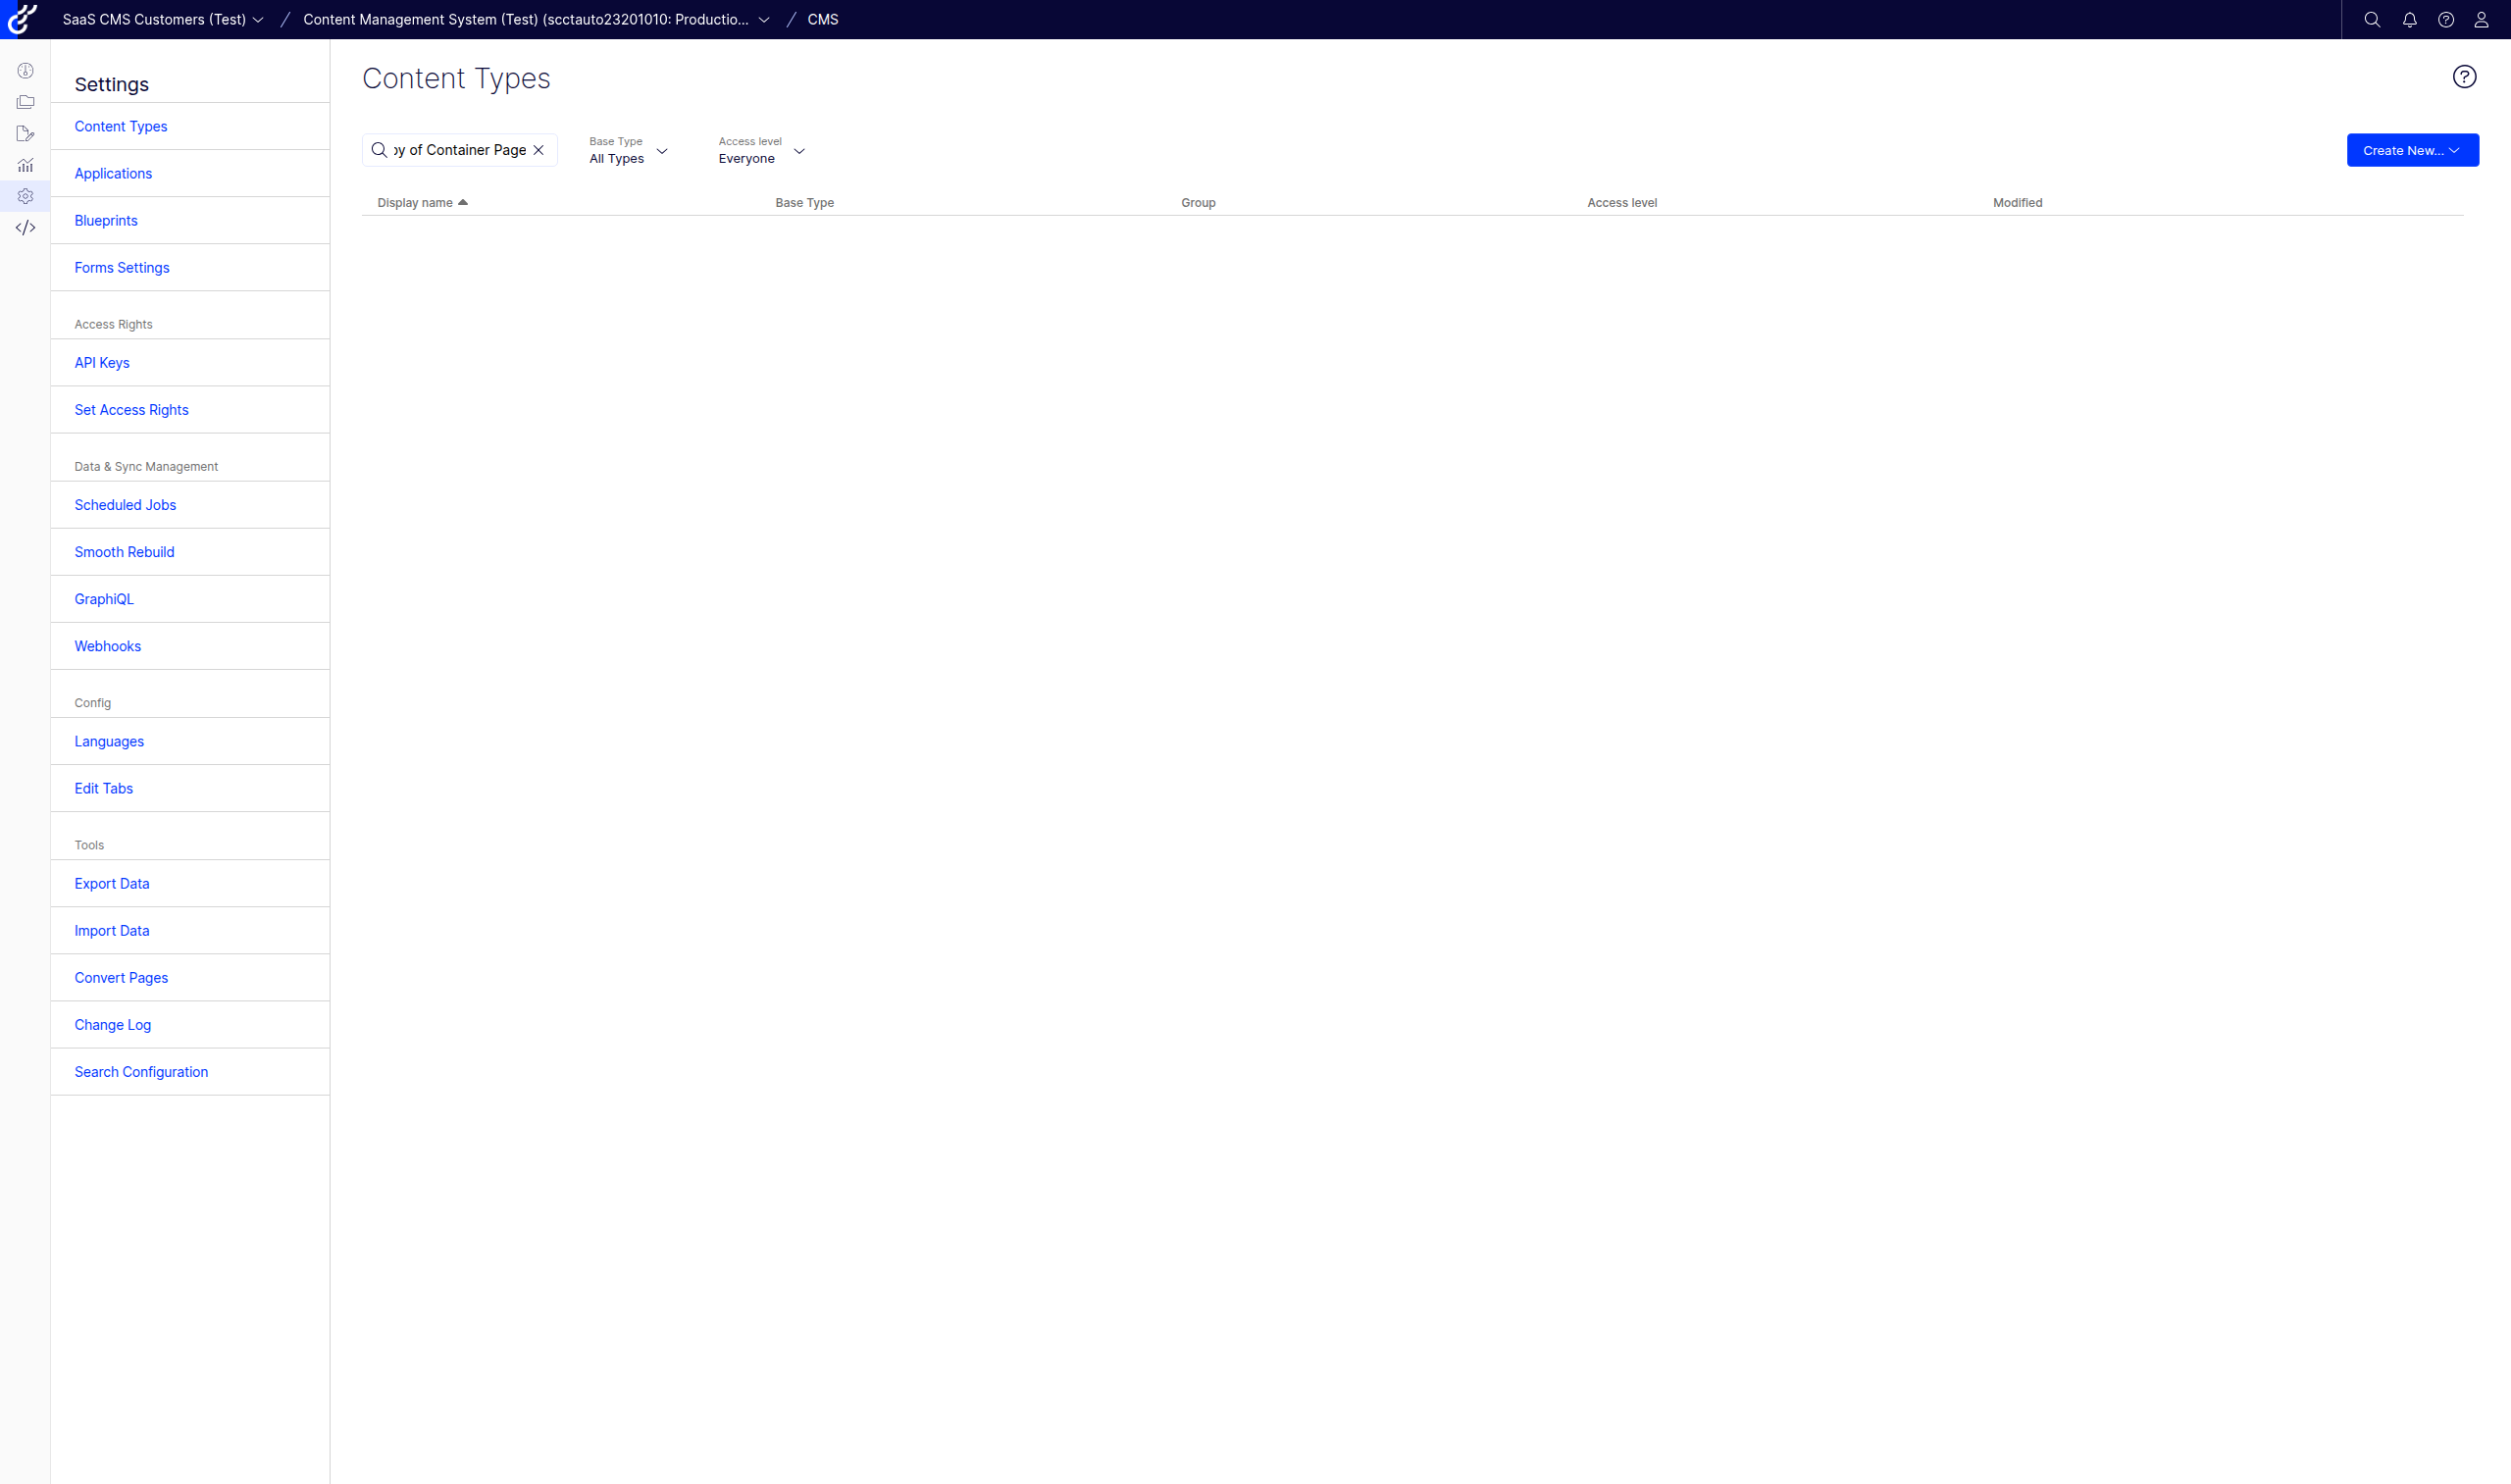 SaaS CMS Customers (Test) / Content Management System (Test) (scctauto23201010: Productio... / CMS
Settings
Content Types
Applications
Blueprints
Forms Settings
Access Rights
API Keys
Set Access Rights
Data & Sync Management
Scheduled Jobs
Smooth Rebuild
GraphiQL
Webhooks
Config
Languages
Edit Tabs
Tools
Export Data
Import Data
Convert Pages
Change Log
Search Configuration
Content Types
of Container Page
Base Type
All Types
Access level
Everyone
Create New...
Display name Base Type Group Access level Modified